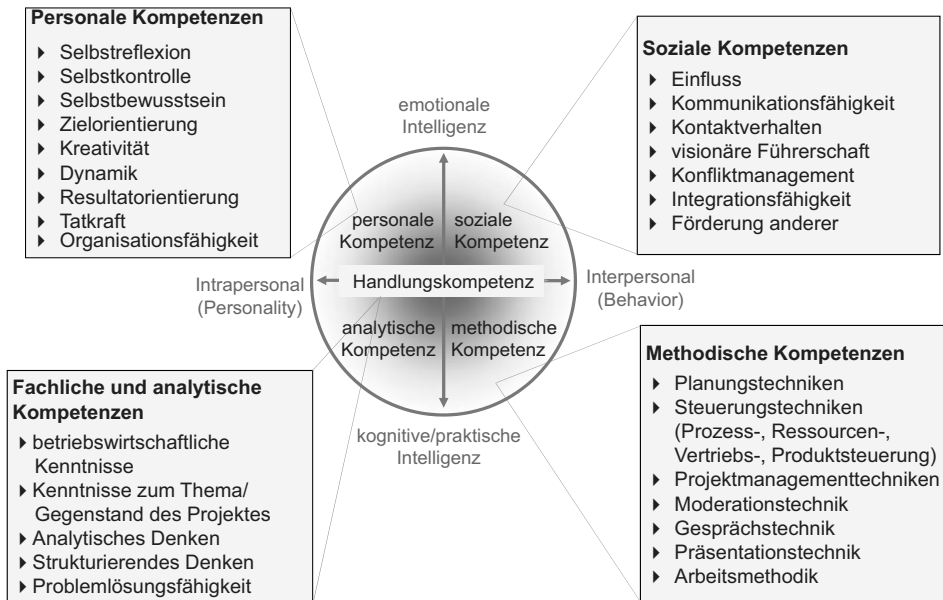 Personale Kompetenzen
Selbstreflexion
Selbstkontrolle
Selbstbewusstsein
Zielorientierung
Kreativität
Dynamik
Resultatorientierung
Tatkraft
Organisationsfähigkeit
Soziale Kompetenzen
Einfluss
Kommunikationsfähigkeit
Kontaktverhalten
visionäre Führerschaft
Konfliktmanagement
Integrationsfähigkeit
Förderung anderer
emotionale
Intelligenz
personale
Kompetenz
soziale
Kompetenz
Intrapersonal
(Personality)
Handlungskompetenz
Interpersonal
(Behavior)
analytische
Kompetenz
methodische
Kompetenz
kognitive/praktische
Intelligenz
Fachliche und analytische
Kompetenzen
betriebswirtschaftliche
Kenntnisse
Kenntnisse zum Thema/
Gegenstand des Projektes
Analytisches Denken
Strukturierendes Denken
Problemlösungsfähigkeit
Methodische Kompetenzen
Planungstechniken
Steuerungstechniken
(Prozess-, Ressourcen-,
Vertriebs-, Produktsteuerung)
Projektmanagementtechniken
Moderationstechnik
Gesprächstechnik
Präsentationstechnik
Arbeitsmethodik